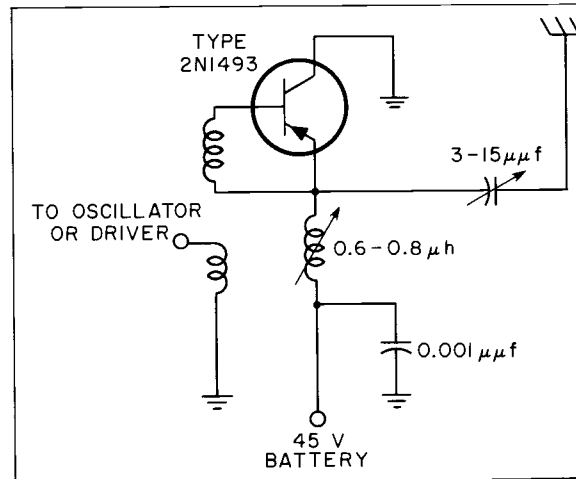 TYPE
2N1493
3-15μμf
TO OSCILLATOR
OR DRIVER
0.6-0.8μh
0.001μμf
45 V
BATTERY